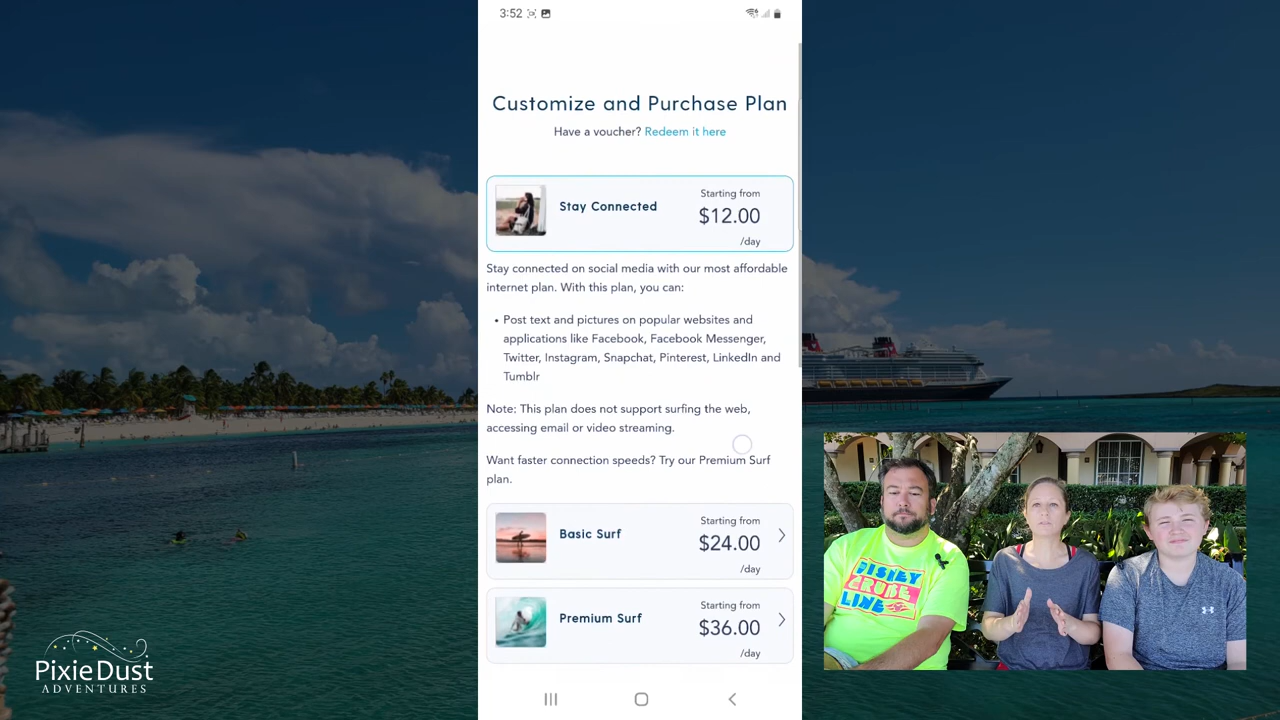 3:52
Customize and Purchase Plan
Have a voucher? Redeem it here
Stay Connected
Starting from
$12.00
/day
Stay connected on social media with our most affordable
internet plan. With this plan, you can:
• Post text and pictures on popular websites and
applications like Facebook, Facebook Messenger,
Twitter, Instagram, Snapchat, Pinterest, LinkedIn and
Tumblr
Note: This plan does not support surfing the web,
accessing email or video streaming.
Want faster connection speeds? Try our Premium Surf
plan.
Basic Surf
Starting from
$24.00
/day
Premium Surf
Starting from
$36.00
/day
DISNEY
CRUISE
LINE
Pixie Dust
ADVENTURES